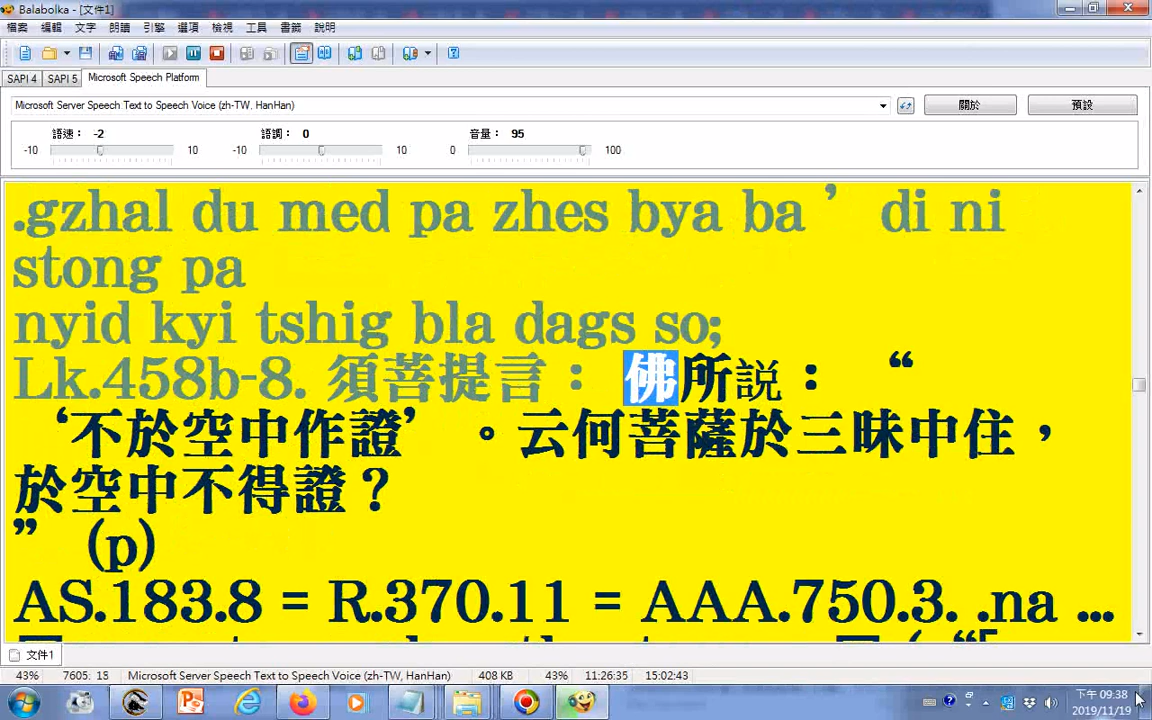 Balabolka - [文件1]
檔案 編輯 文字 朗讀 引擎 選項 檢視 工具 書籤 說明
SAPI 4 SAPI 5 Microsoft Speech Platform
Microsoft Server Speech Text to Speech Voice (zh-TW, HanHan) 關於 預設
語速： -2 語調： 0 音量： 95
-10 10 -10 10 0 100
.gzhal du med pa zhes bya ba ’ di ni
stong pa
nyid kyi tshig bla dags so;
Lk.458b-8. 須菩提言： 佛所説： “
‘不於空中作證’ 。云何菩薩於三昧中住，
於空中不得證？
” (p)
AS.183.8 = R.370.11 = AAA.750.3. .na ...
文件1
43% 7605: 18 Microsoft Server Speech Text to Speech Voice (zh-TW, HanHan) 408 KB 43% 11:26:35 15:02:43
下午 09:38
2019/11/19